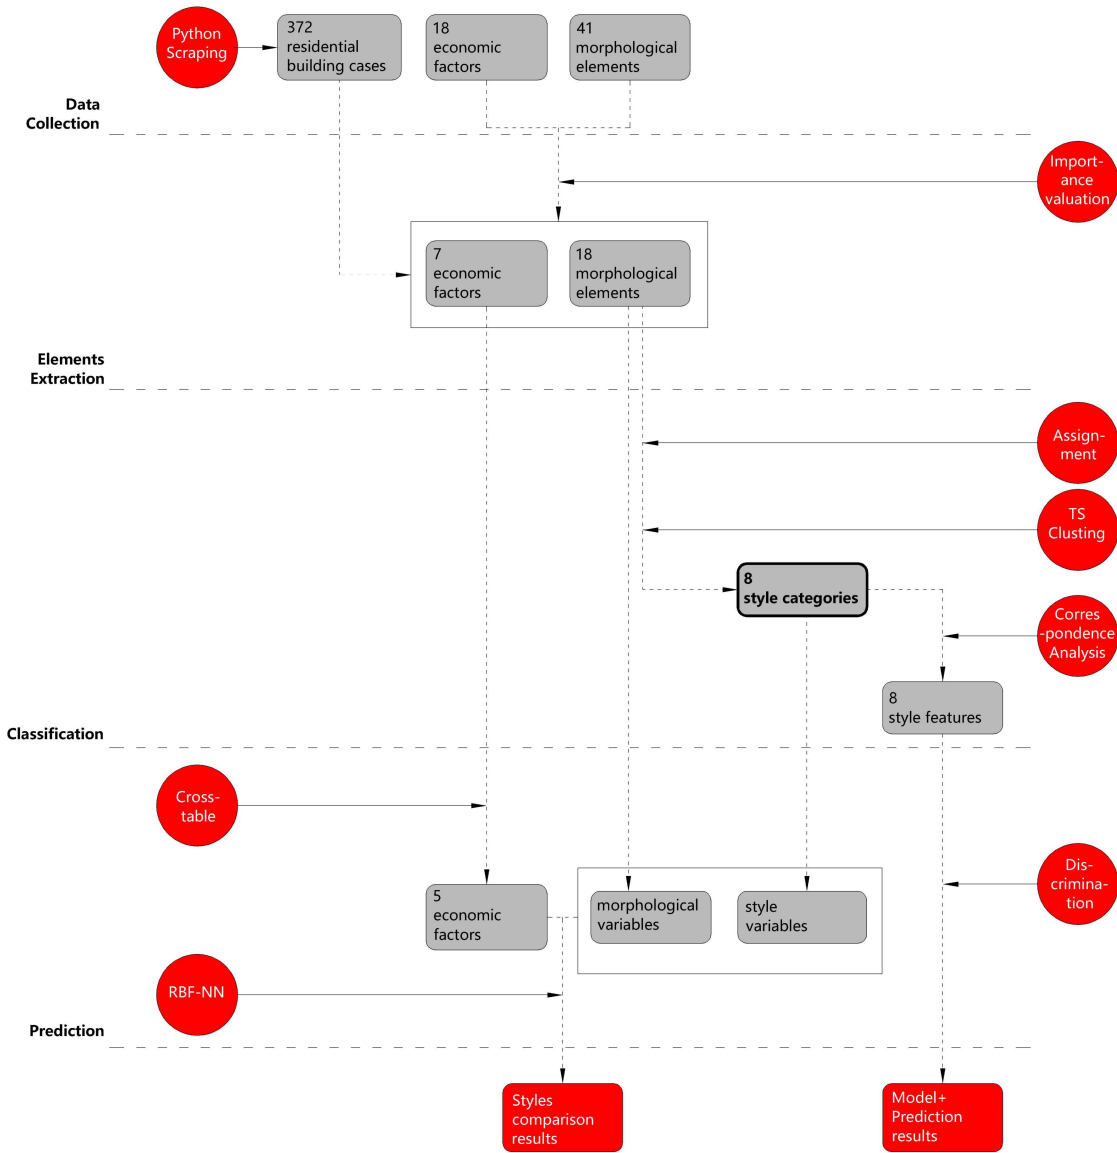 Python
Scraping
372
residential
building cases
18
economic
factors
41
morphological
elements
Data
Collection
Import-
ance
valuation
7
economic
factors
18
morphological
elements
Elements
Extraction
Assign-
ment
TS
Clusting
8
style categories
Corres
-pondence
Analysis
8
style features
Classification
Cross-
table
Dis-
crimina-
tion
5
economic
factors
morphological
variables
style
variables
RBF-NN
Prediction
Styles
comparison
results
Model+
Prediction
results